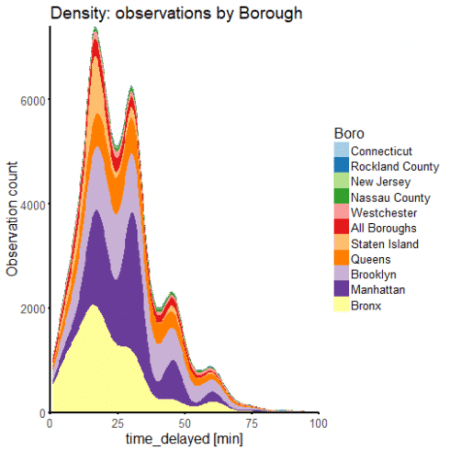 Density: observations by Borough
Observation count
6000
4000
2000
0
0 25 50 75 100
time_delayed [min]
Boro
Connecticut
Rockland County
New Jersey
Nassau County
Westchester
All Boroughs
Staten Island
Queens
Brooklyn
Manhattan
Bronx